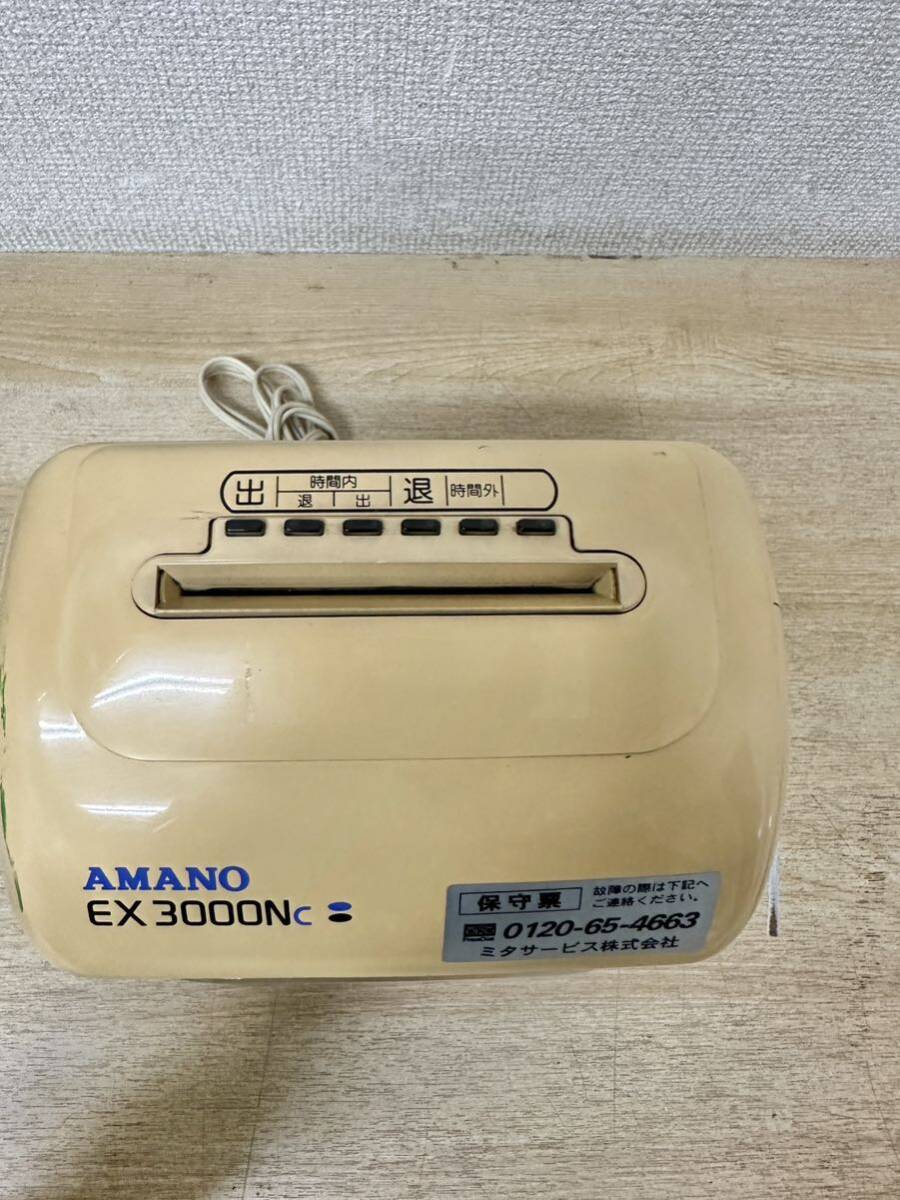 出 時間内 退 時間外
退 出
AMANO
EX3000Nc
保守票 故障の際は下記へ
ご連絡ください。
0120-65-4663
ミタサービス株式会社